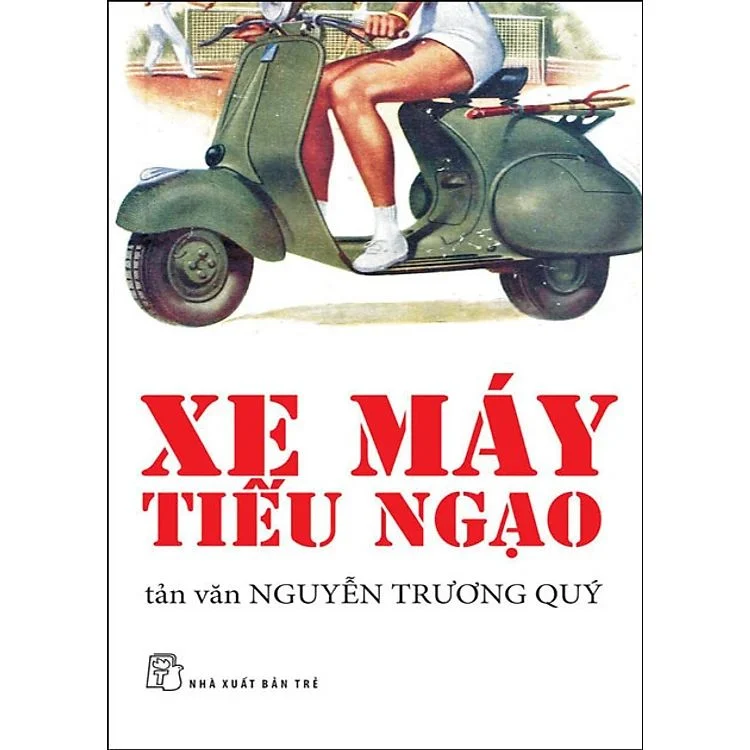 XE MÁY
TIẾU NGẠO
tản văn NGUYỄN TRƯƠNG QUÝ
NHÀ XUẤT BẢN TRẺ